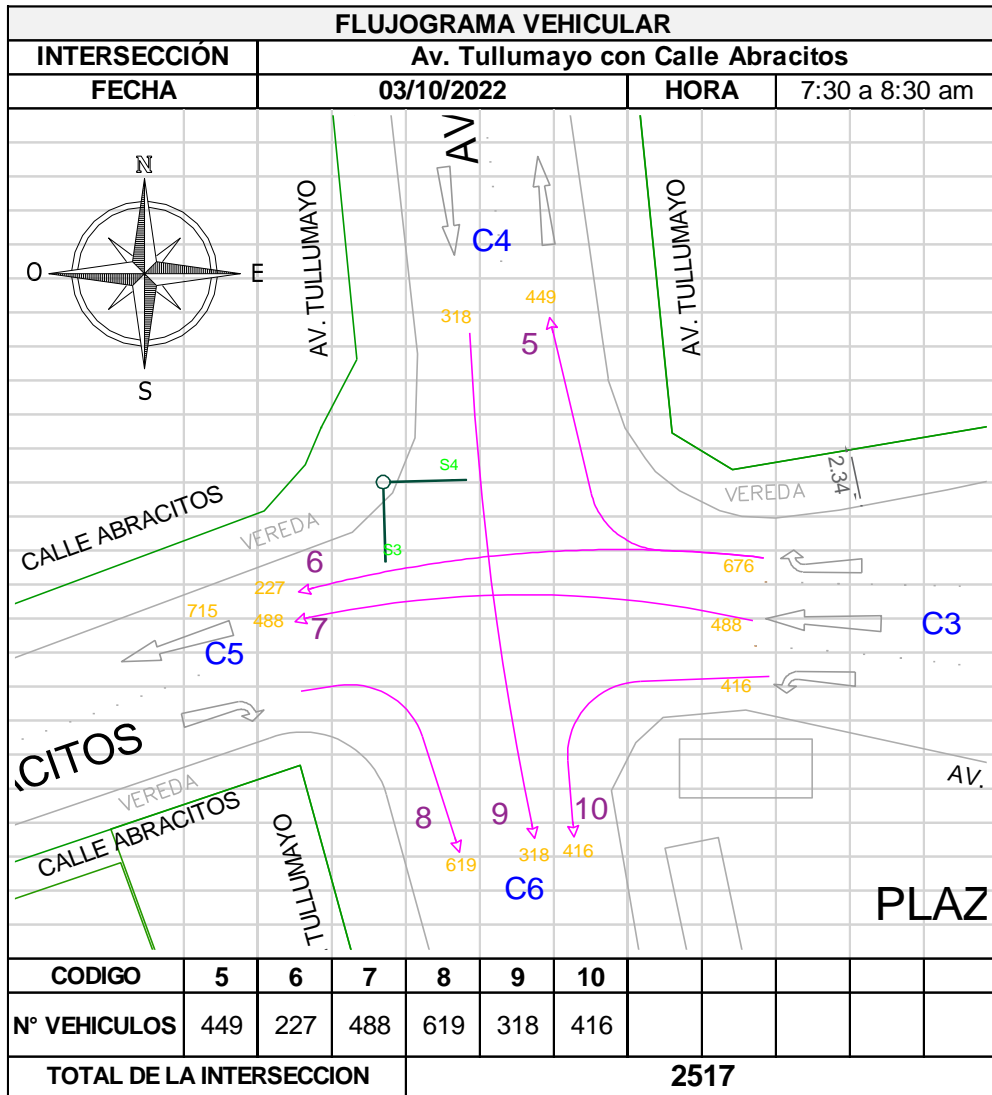 FLUJOGRAMA VEHICULAR
INTERSECCIÓN Av. Tullumayo con Calle Abracitos
FECHA 03/10/2022 HORA 7:30 a 8:30 am
AV
N
O E
S
AV. TULLUMAYO
AV. TULLUMAYO
C4
449
318
5
2.34
S4
VEREDA
CALLE ABRACITOS
VEREDA
S3
6
676
227
715
488
7
488
C3
C5
416
ACITOS
AV.
VEREDA
CALLE ABRACITOS
TULLUMAYO
8
9
10
619
318
416
C6
PLAZ
CODIGO 5 6 7 8 9 10
N° VEHICULOS 449 227 488 619 318 416
TOTAL DE LA INTERSECCION 2517